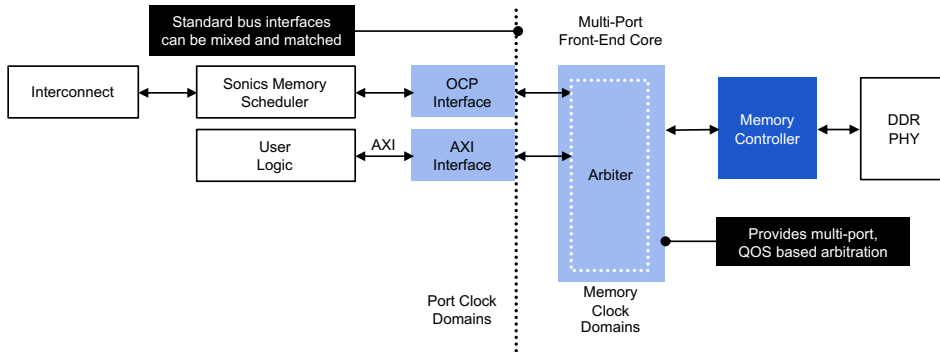 Standard bus interfaces
can be mixed and matched
Multi-Port
Front-End Core
Interconnect
Sonics Memory
Scheduler
OCP
Interface
User
Logic
AXI
AXI
Interface
Arbiter
Memory
Controller
DDR
PHY
Provides multi-port,
QOS based arbitration
Port Clock
Domains
Memory
Clock
Domains